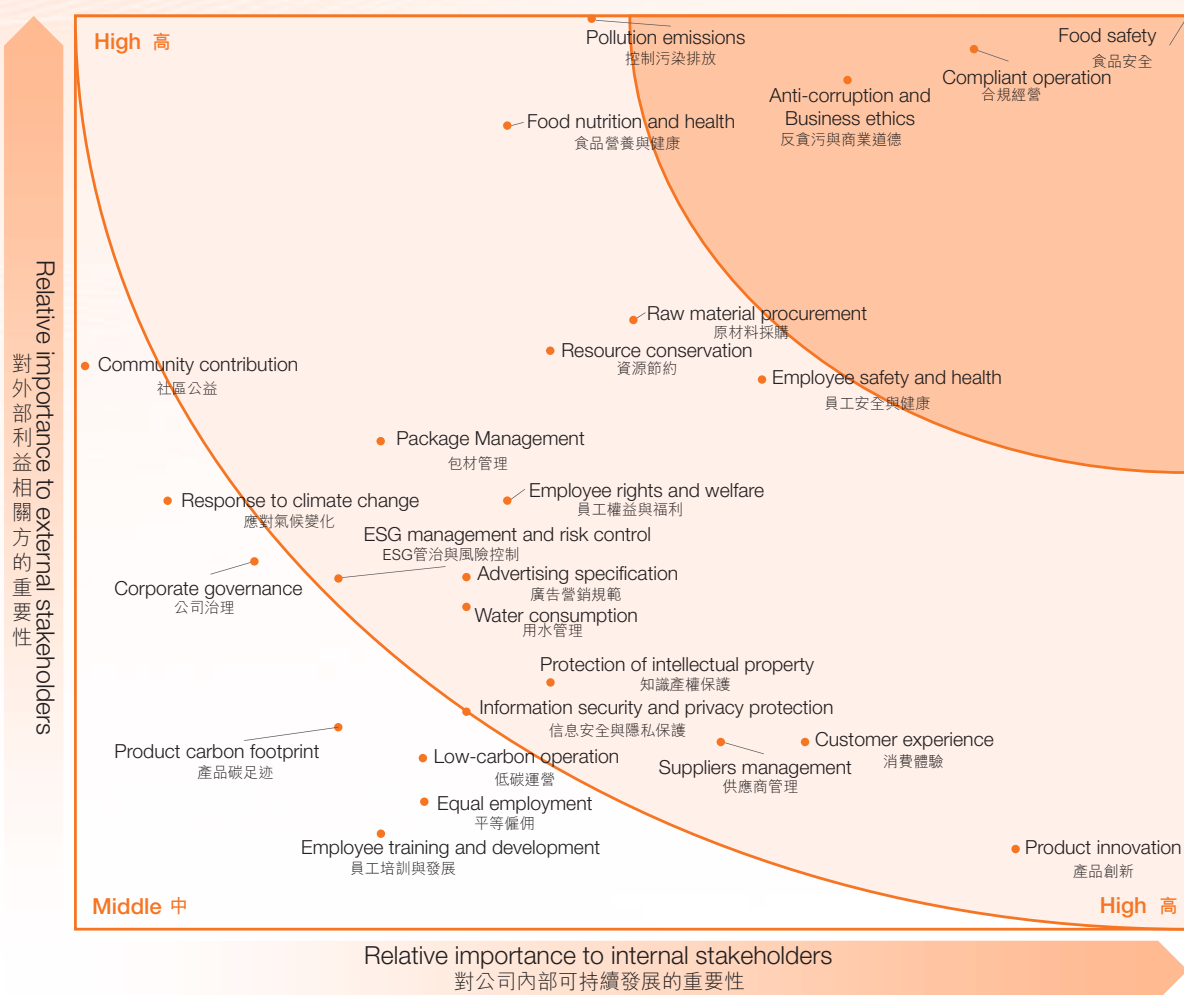 High 高
Pollution emissions
控制污染排放
Food safety
食品安全
Compliant operation
合規經營
Anti-corruption and
Business ethics
反貪污與商業道德
Food nutrition and health
食品營養與健康
Relative importance to external stakeholders
對外部利益相關方的重要性
Raw material procurement
原材料採購
Resource conservation
資源節約
Community contribution
社區公益
Employee safety and health
員工安全與健康
Package Management
包材管理
Response to climate change
應對氣候變化
Employee rights and welfare
員工權益與福利
ESG management and risk control
ESG管治與風險控制
Corporate governance
公司治理
Advertising specification
廣告營銷規範
Water consumption
用水管理
Protection of intellectual property
知識產權保護
Information security and privacy protection
信息安全與隱私保護
Product carbon footprint
產品碳足迹
Low-carbon operation
低碳運營
Suppliers management
供應商管理
Customer experience
消費體驗
Equal employment
平等僱佣
Employee training and development
員工培訓與發展
Product innovation
產品創新
Middle 中
High 高
Relative importance to internal stakeholders
對公司內部可持續發展的重要性